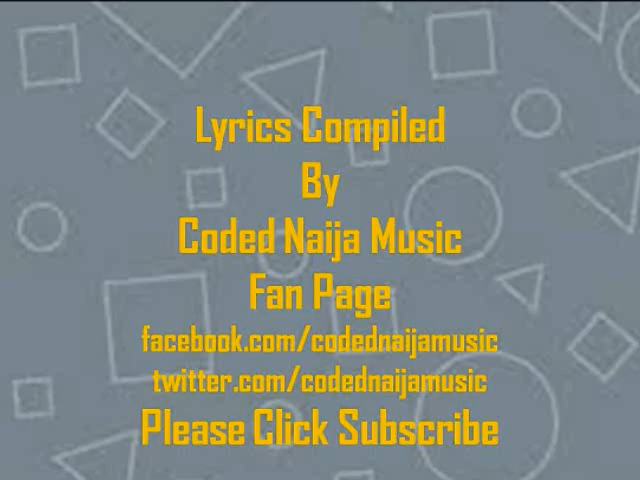 Lyrics Compiled
By
Coded Naija Music
Fan Page
facebook.com/codednaijamusic
twitter.com/codednaijamusic
Please Click Subscribe